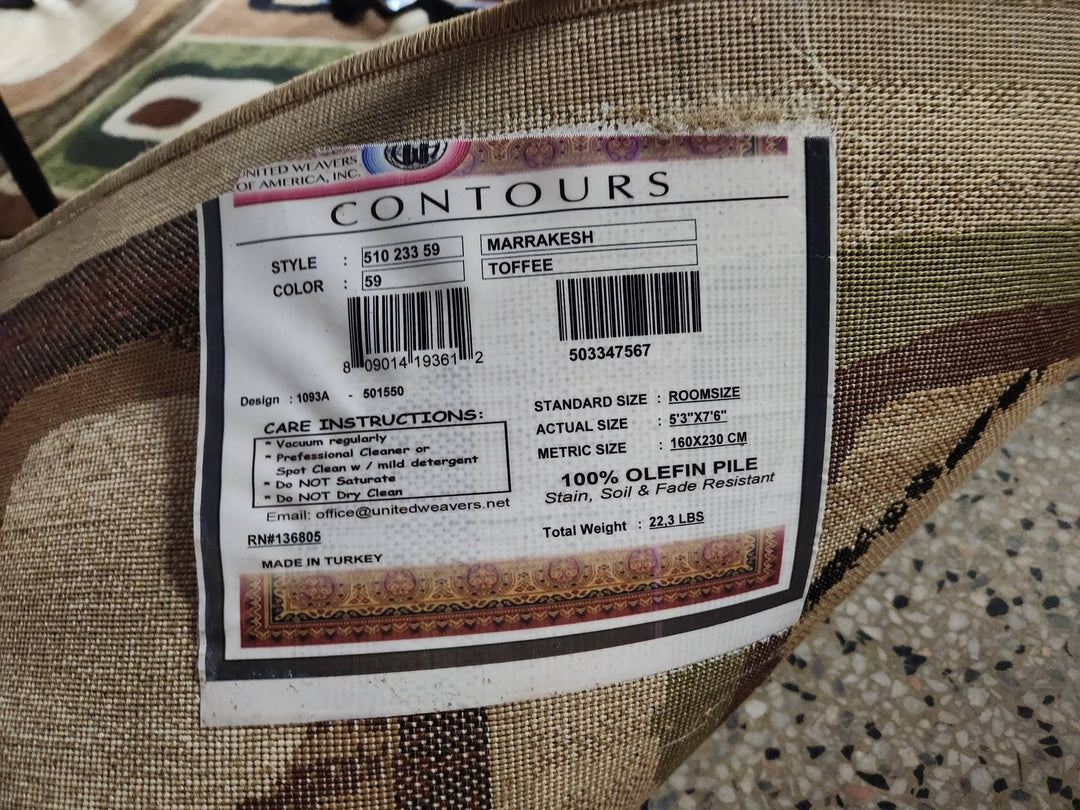 UNITED WEAVERS
OF AMERICA, INC.
CONTOURS
STYLE : 510 233 59 MARRAKESH
COLOR : 59 TOFFEE
8 09014 19361 2
503347567
Design : 1093A - 501550
CARE INSTRUCTIONS:
* Vacuum regularly
* Prefessional Cleaner or
Spot Clean w / mild detergent
* Do NOT Saturate
* Do NOT Dry Clean
Email: office@unitedweavers.net
RN#136805
MADE IN TURKEY
STANDARD SIZE : ROOMSIZE
ACTUAL SIZE : 5'3"X7'6"
METRIC SIZE : 160X230 CM
100% OLEFIN PILE
Stain, Soil & Fade Resistant
Total Weight : 22,3 LBS